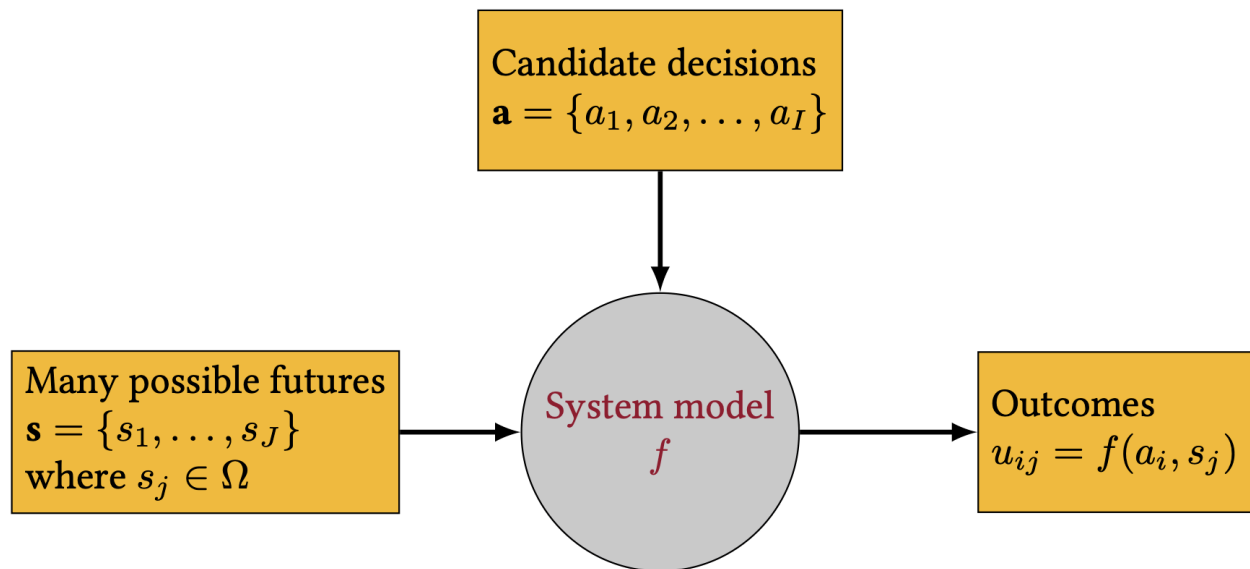 Candidate decisions
a = {a₁, a₂, . . . , a_I}
Many possible futures
s = {s₁, . . . , s_J}
where s_j ∈ Ω
System model
f
Outcomes
u_ij = f(a_i, s_j)